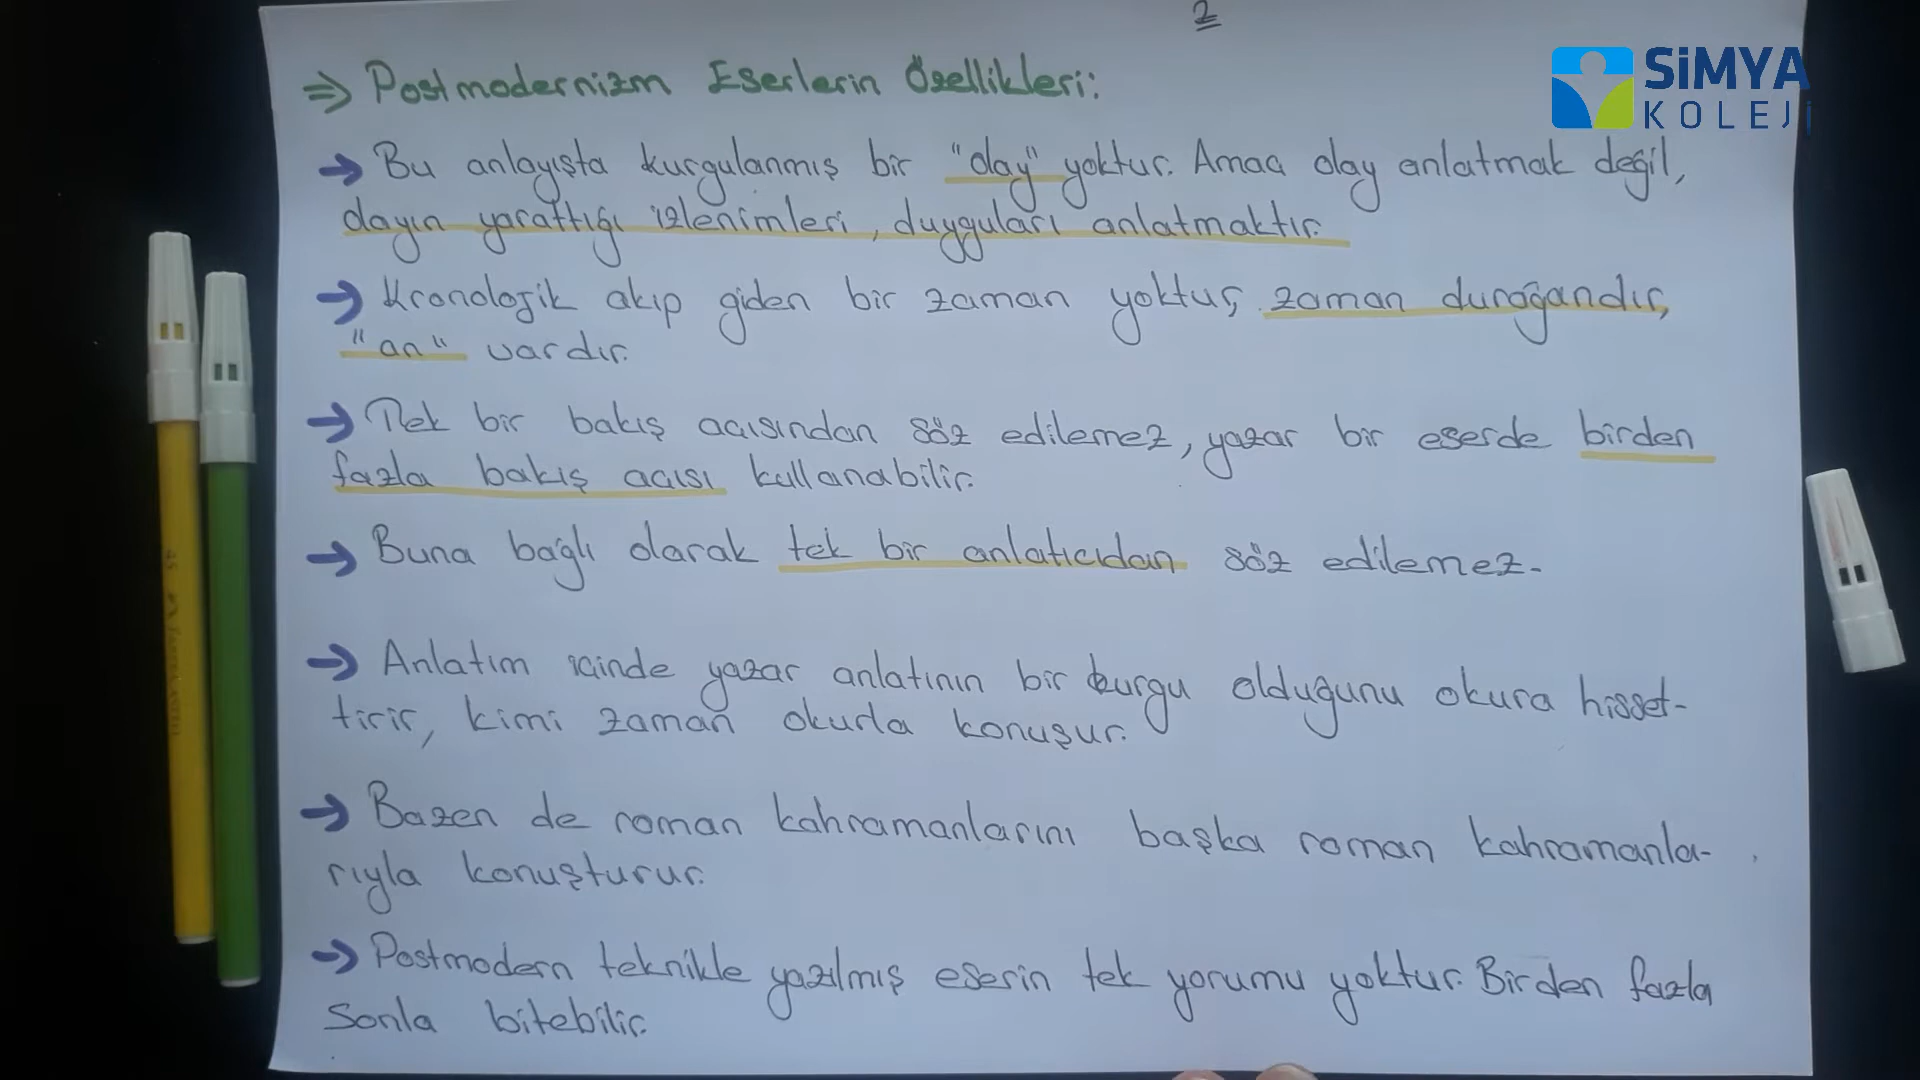 2
SiMYA
KOLEJi
⇒ Postmodernizm Eserlerin Özellikleri:
→ Bu anlayışta kurgulanmış bir "olay" yoktur. Amaç olay anlatmak değil,
olayın yarattığı izlenimleri, duyguları anlatmaktır.
→ Kronolojik akıp giden bir zaman yoktur, zaman durağandır,
"an" vardır.
→ Tek bir bakış açısından söz edilemez, yazar bir eserde birden
fazla bakış açısı kullanabilir.
→ Buna bağlı olarak tek bir anlatıcıdan söz edilemez.
→ Anlatım içinde yazar anlatının bir kurgu olduğunu okura hisset-
tirir, kimi zaman okurla konuşur.
→ Bazen de roman kahramanlarını başka roman kahramanla-
rıyla konuşturur.
→ Postmodern teknikle yazılmış eserin tek yorumu yoktur. Birden fazla
sonla bitebilir.